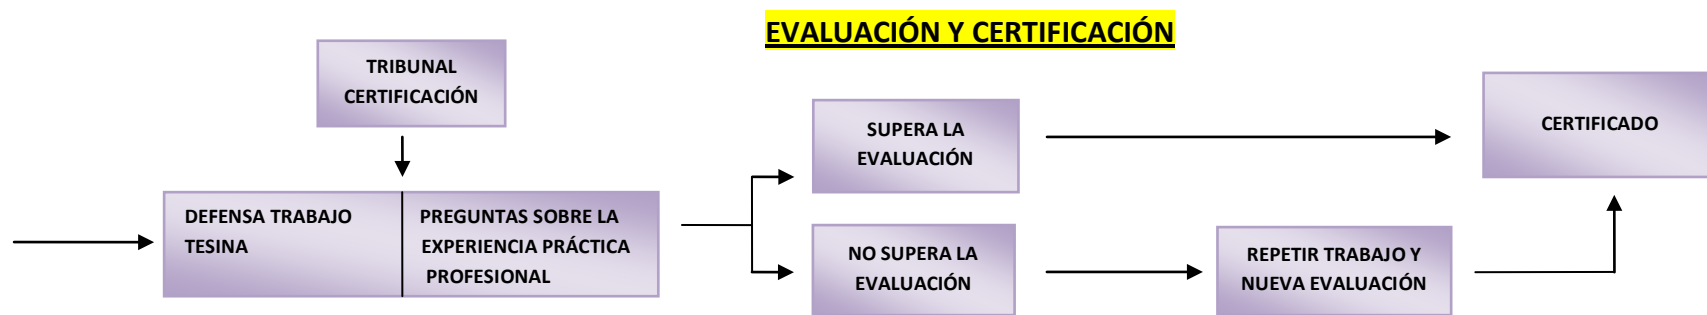 EVALUACIÓN Y CERTIFICACIÓN
TRIBUNAL
CERTIFICACIÓN
DEFENSA TRABAJO
TESINA
PREGUNTAS SOBRE LA
EXPERIENCIA PRÁCTICA
PROFESIONAL
SUPERA LA
EVALUACIÓN
NO SUPERA LA
EVALUACIÓN
REPETIR TRABAJO Y
NUEVA EVALUACIÓN
CERTIFICADO